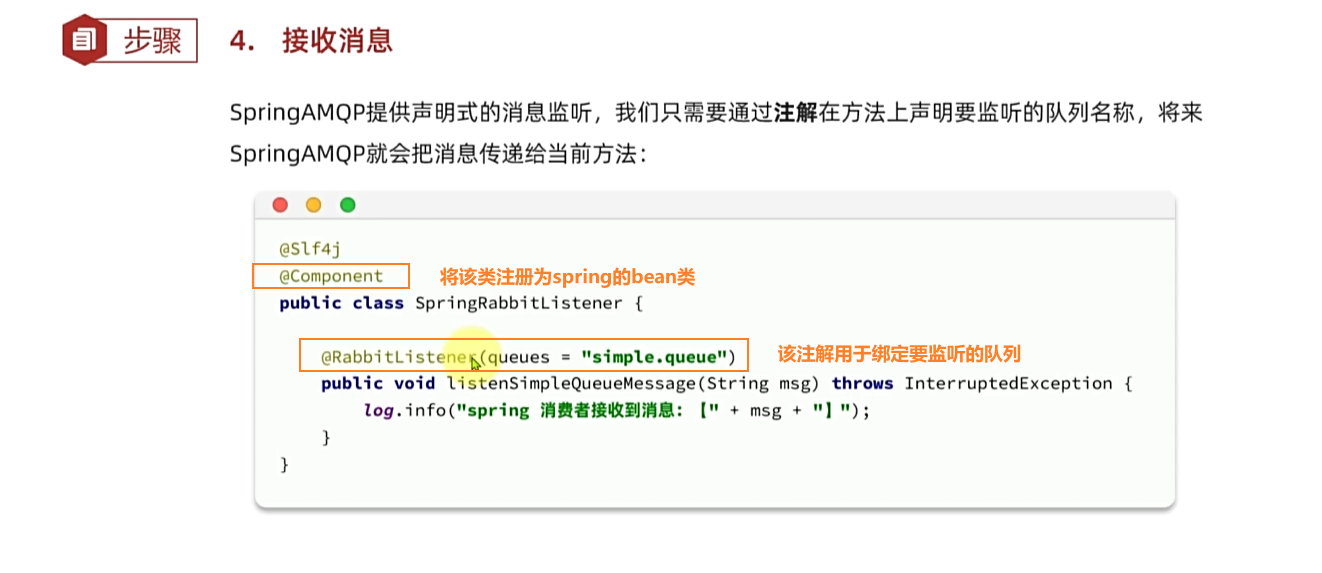 步骤
4. 接收消息
SpringAMQP提供声明式的消息监听，我们只需要通过注解在方法上声明要监听的队列名称，将来
SpringAMQP就会把消息传递给当前方法：
@Slf4j
@Component 将该类注册为spring的bean类
public class SpringRabbitListener {
@RabbitListener(queues = "simple.queue") 该注解用于绑定要监听的队列
public void listenSimpleQueueMessage(String msg) throws InterruptedException {
log.info("spring 消费者接收到消息：【" + msg + "】");
}
}